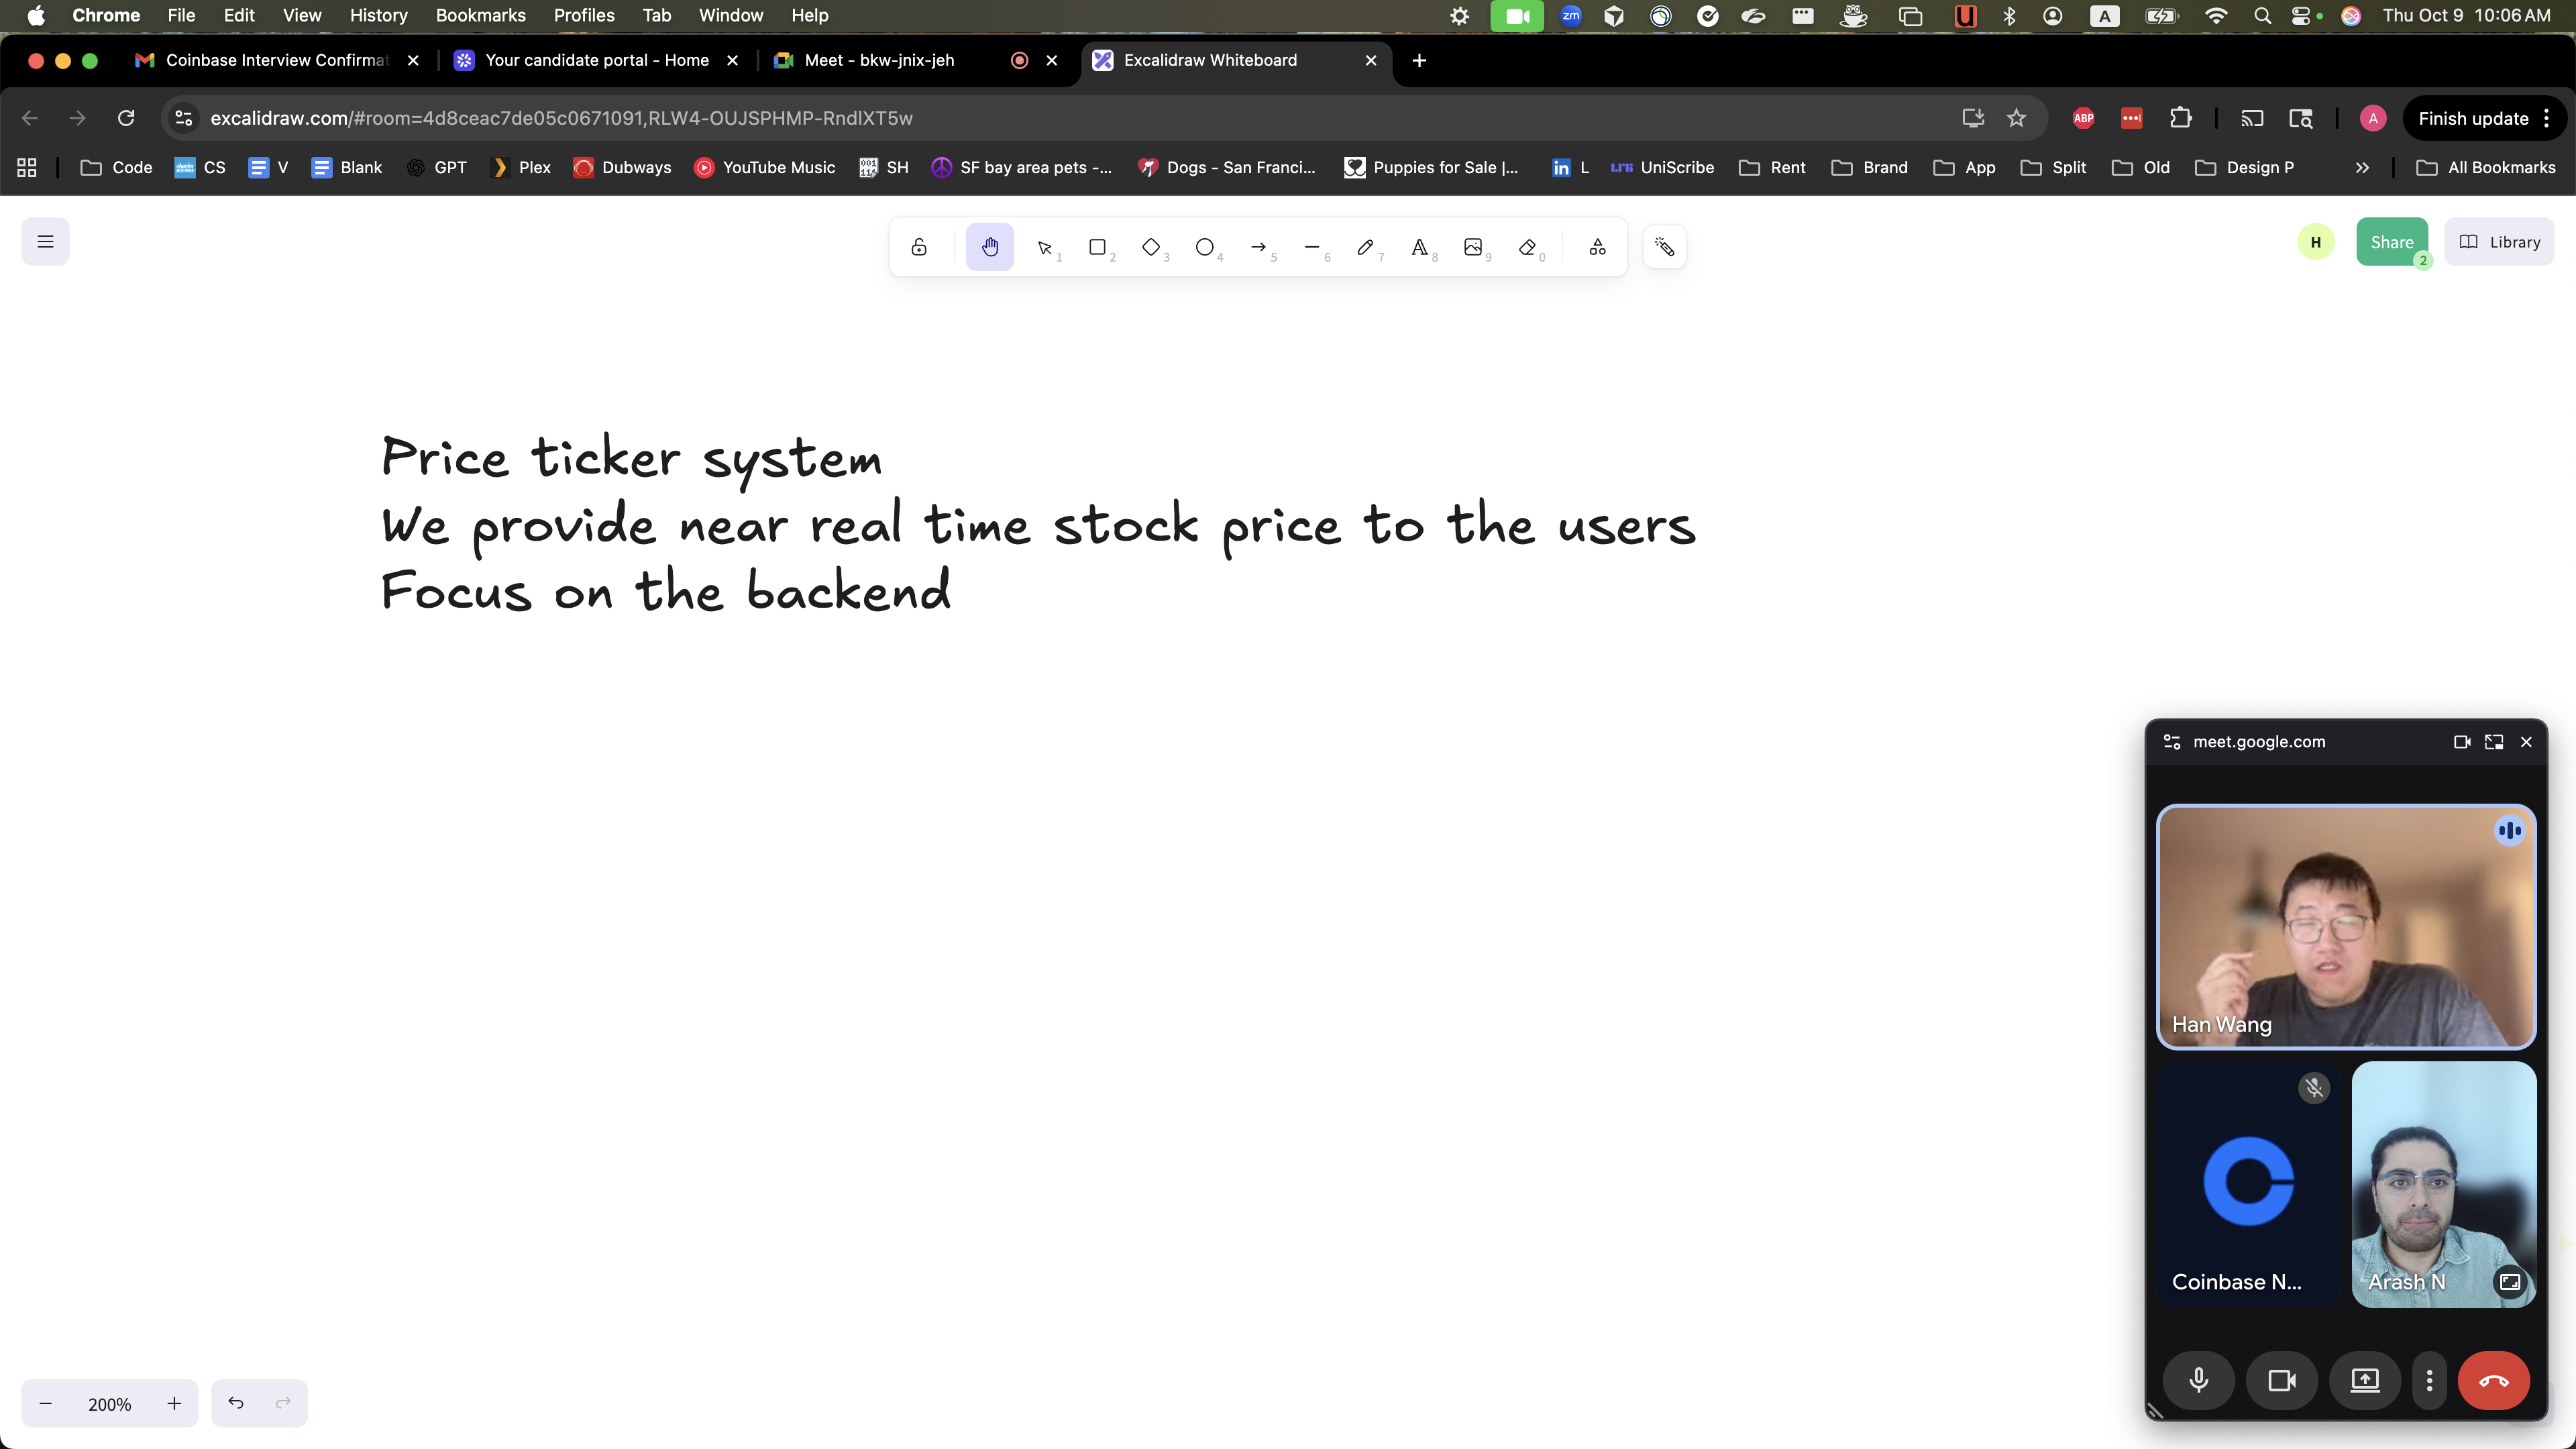 Chrome File Edit View History Bookmarks Profiles Tab Window Help zm A Thu Oct 9 10:06 AM
Coinbase Interview Confirmat Your candidate portal - Home Meet - bkw-jnix-jeh Excalidraw Whiteboard
excalidraw.com/#room=4d8ceac7de05c0671091,RLW4-OUJSPHMP-RndlXT5w ABP A Finish update
Code CS V Blank GPT Plex Dubways YouTube Music SH SF bay area pets -... Dogs - San Franci... Puppies for Sale |... L UniScribe Rent Brand App Split Old Design P All Bookmarks
1 2 3 4 5 6 7 8 9 0 H Share 2 Library
Price ticker system
We provide near real time stock price to the users
Focus on the backend
meet.google.com
Han Wang
Coinbase N... Arash N
200%